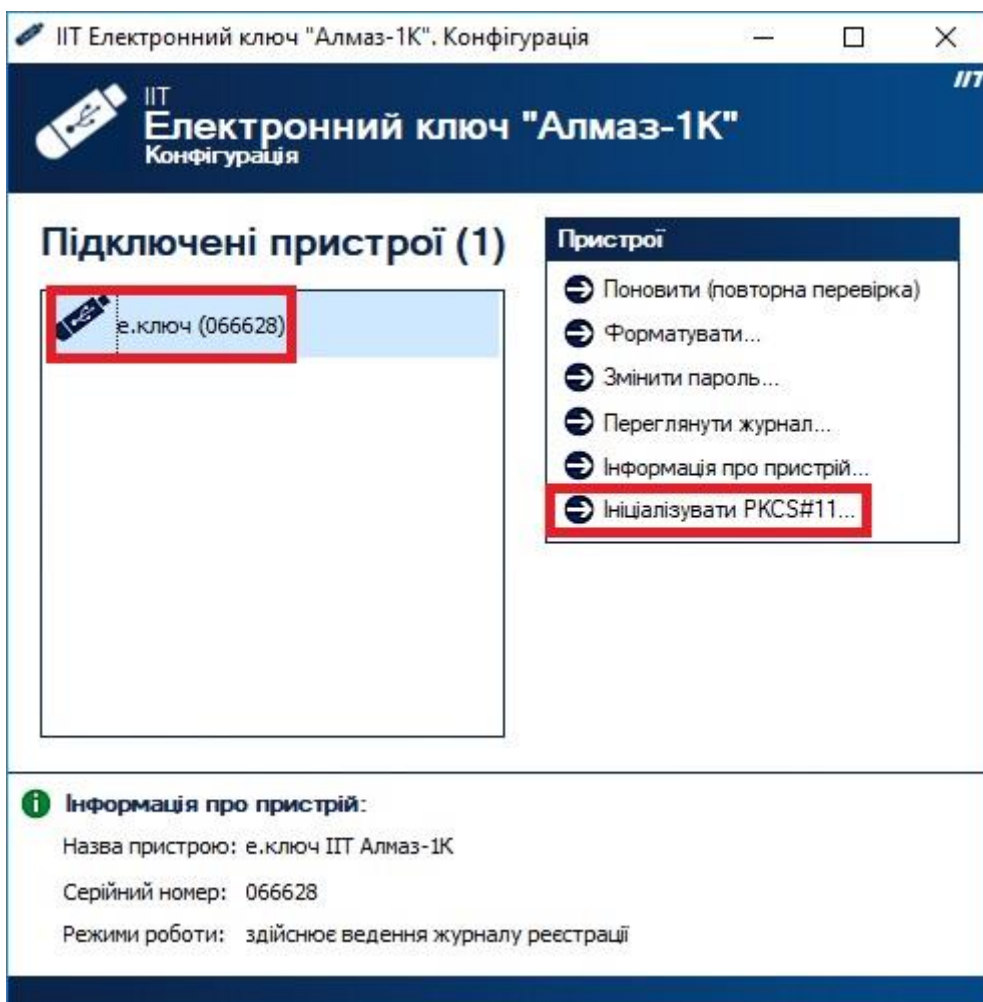 ІІТ Електронний ключ "Алмаз-1К". Конфігурація
ІІТ
ІІТ
Електронний ключ "Алмаз-1К"
Конфігурація
Підключені пристрої (1)
е.ключ (066628)
Пристрої
Поновити (повторна перевірка)
Форматувати...
Змінити пароль...
Переглянути журнал...
Інформація про пристрій...
Ініціалізувати PKCS#11...
Інформація про пристрій:
Назва пристрою: е.ключ ІІТ Алмаз-1К
Серійний номер: 066628
Режими роботи: здійснює ведення журналу реєстрації